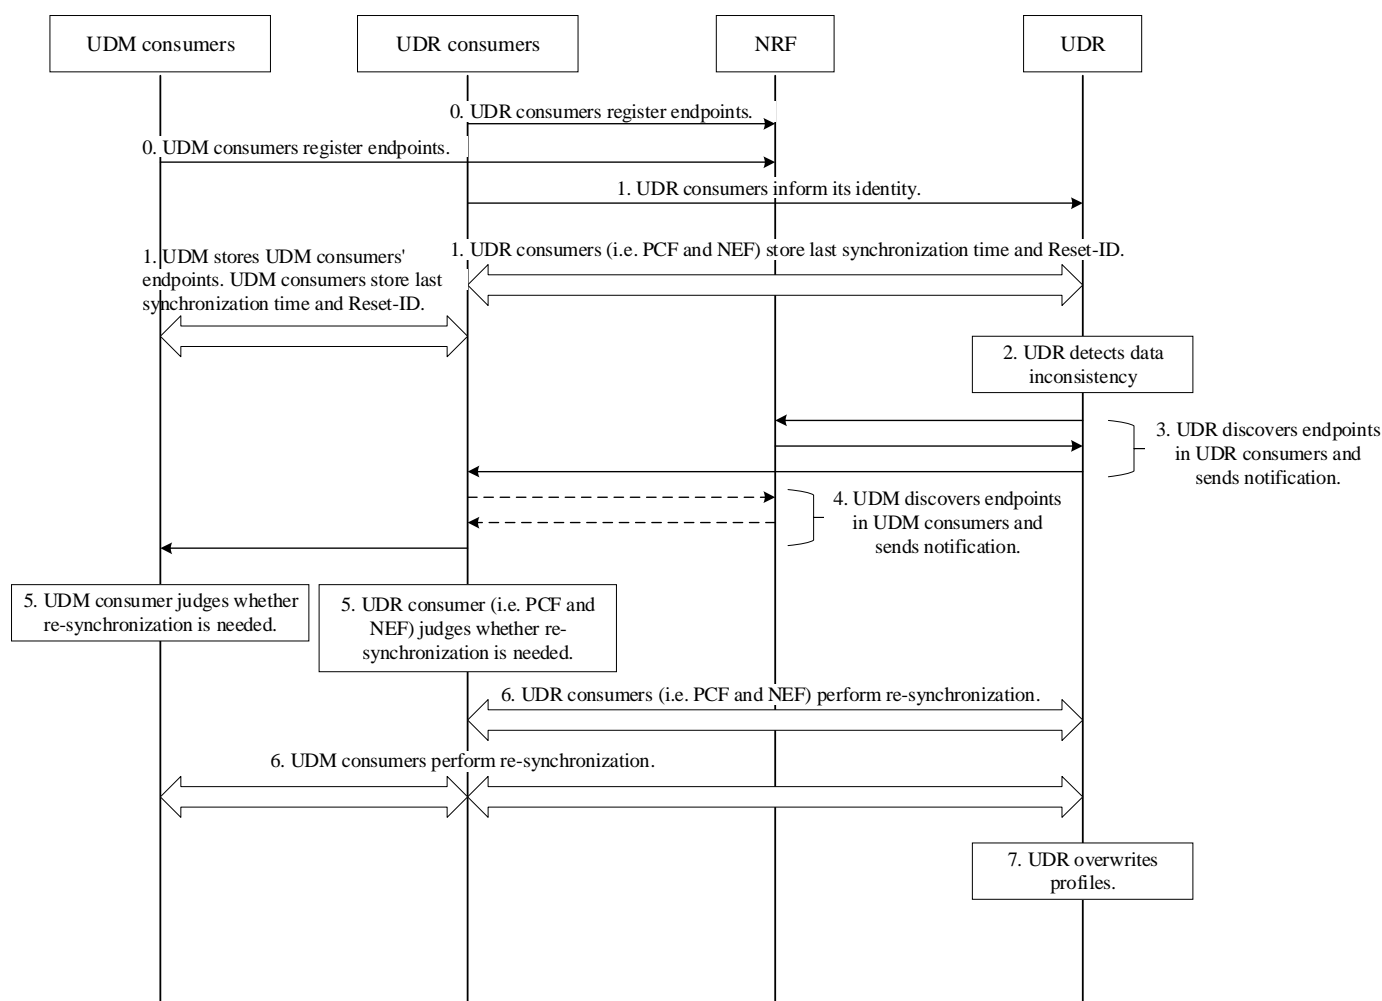 UDM consumers
UDR consumers
NRF
UDR
0. UDR consumers register endpoints.
0. UDM consumers register endpoints.
1. UDR consumers inform its identity.
1. UDM stores UDM consumers'
endpoints. UDM consumers store last
synchronization time and Reset-ID.
1. UDR consumers (i.e. PCF and NEF) store last synchronization time and Reset-ID.
2. UDR detects data
inconsistency
3. UDR discovers endpoints
in UDR consumers and
sends notification.
4. UDM discovers endpoints
in UDM consumers and
sends notification.
5. UDM consumer judges whether
re-synchronization is needed.
5. UDR consumer (i.e. PCF and
NEF) judges whether re-
synchronization is needed.
6. UDR consumers (i.e. PCF and NEF) perform re-synchronization.
6. UDM consumers perform re-synchronization.
7. UDR overwrites
profiles.